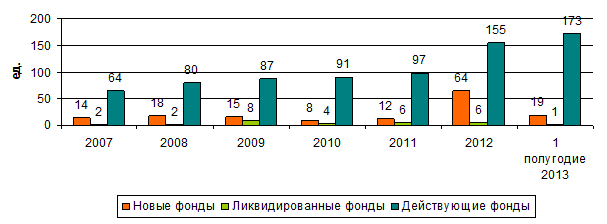 200
150
100
50
0
ед.
14 2 64
18 2 80
15 8 87
8 4 91
12 6 97
64 6 155
19 1 173
2007 2008 2009 2010 2011 2012 1
полугодие
2013
Новые фонды Ликвидированные фонды Действующие фонды